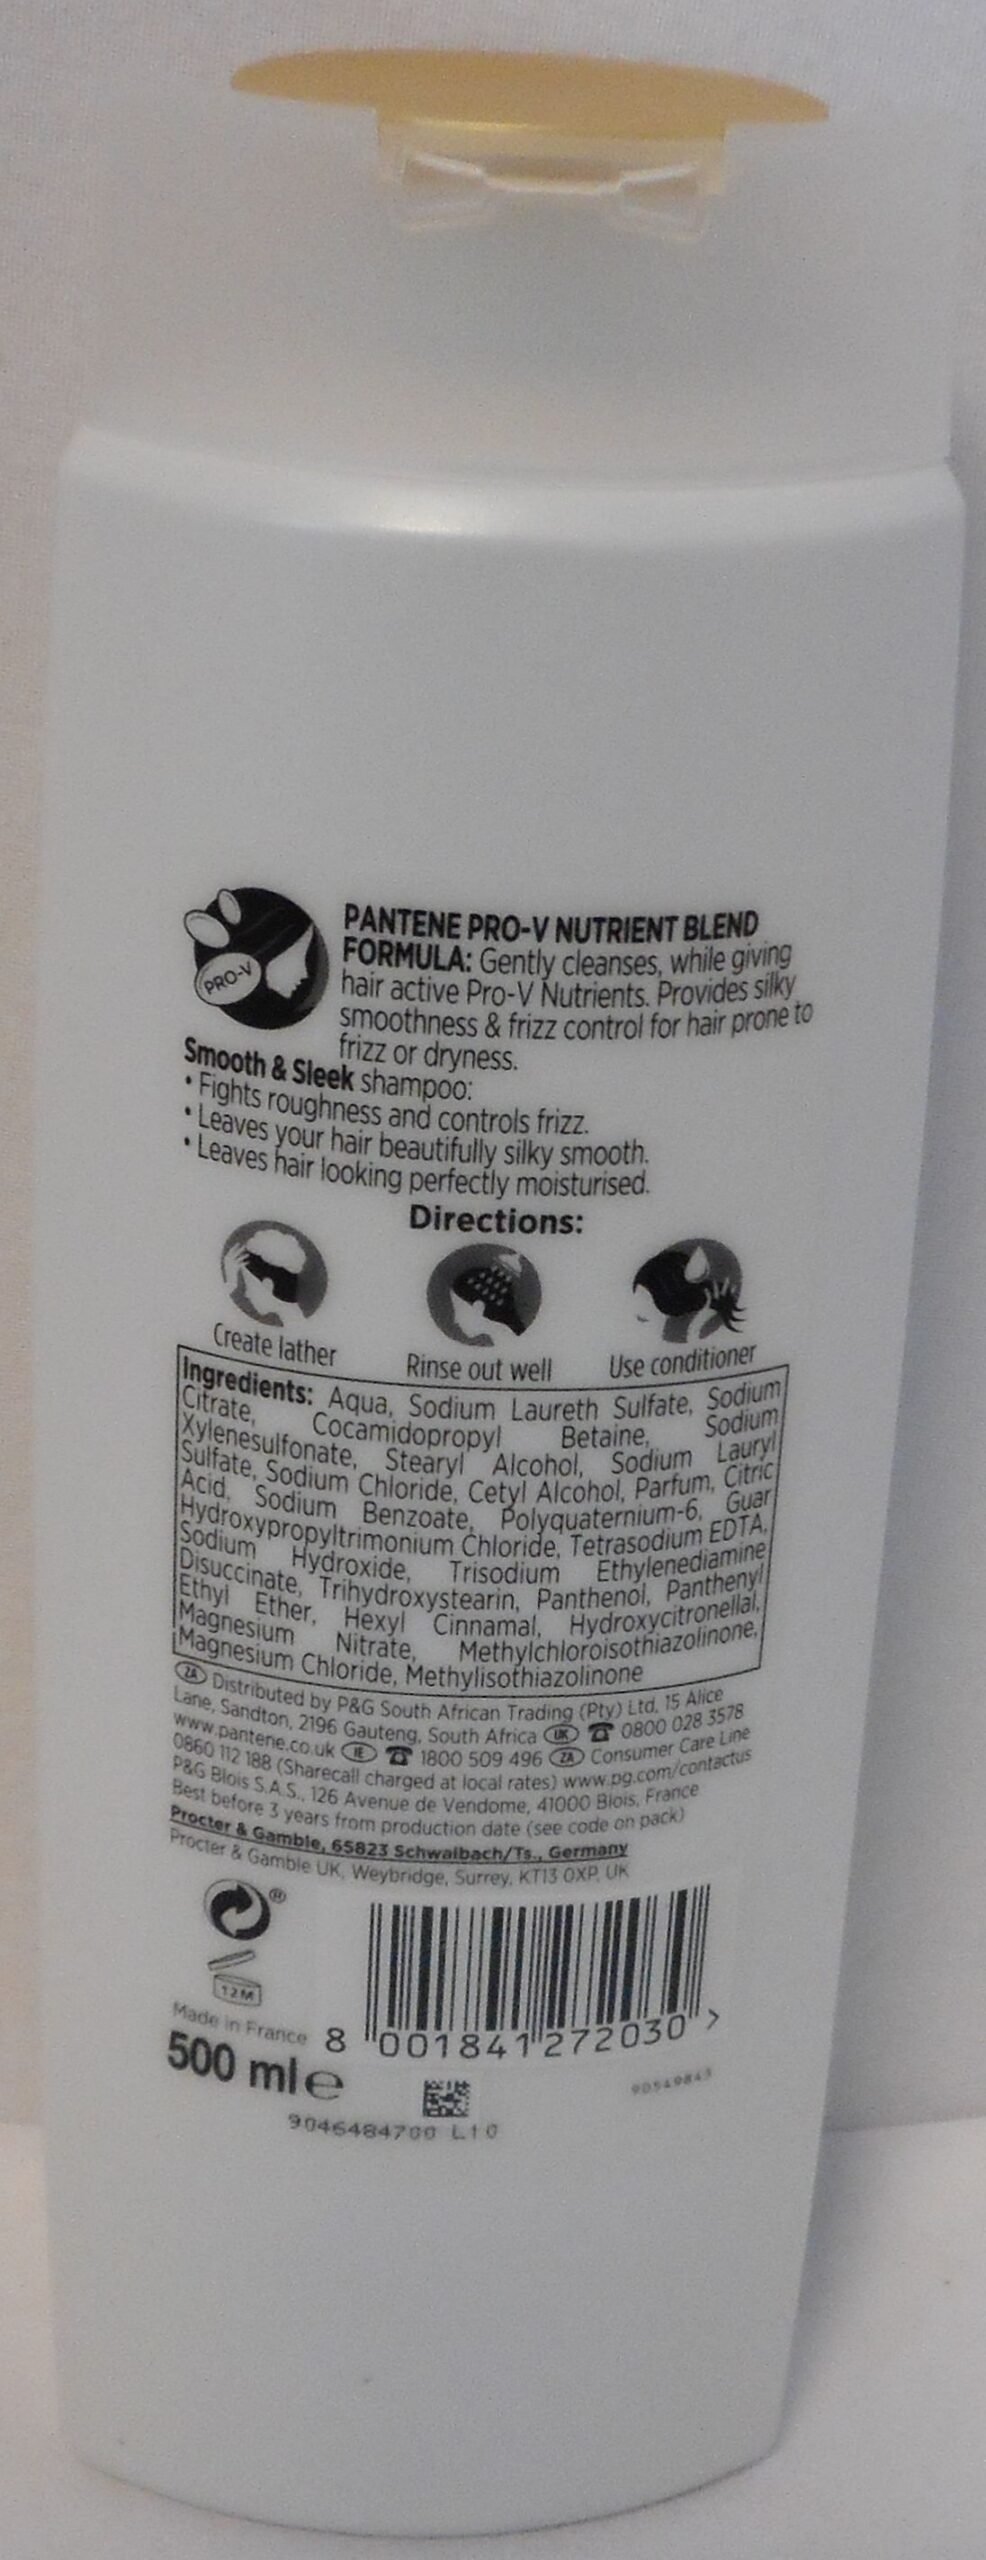 PRO-V
PANTENE PRO-V NUTRIENT BLEND
FORMULA: Gently cleanses, while giving
hair active Pro-V Nutrients. Provides silky
smoothness & frizz control for hair prone to
frizz or dryness.
Smooth & Sleek shampoo:
• Fights roughness and controls frizz.
• Leaves your hair beautifully silky smooth.
• Leaves hair looking perfectly moisturised.
Directions:
Create lather
Rinse out well
Use conditioner
Ingredients: Aqua, Sodium Laureth Sulfate, Sodium
Citrate, Cocamidopropyl Betaine, Sodium
Xylenesulfonate, Stearyl Alcohol, Sodium Lauryl
Sulfate, Sodium Chloride, Cetyl Alcohol, Parfum, Citric
Acid, Sodium Benzoate, Polyquaternium-6, Guar
Hydroxypropyltrimonium Chloride, Tetrasodium EDTA,
Sodium Hydroxide, Trisodium Ethylenediamine
Disuccinate, Trihydroxystearin, Panthenol, Panthenyl
Ethyl Ether, Hexyl Cinnamal, Hydroxycitronellal,
Magnesium Nitrate, Methylchloroisothiazolinone,
Magnesium Chloride, Methylisothiazolinone
ZA Distributed by P&G South African Trading (Pty) Ltd, 15 Alice
Lane, Sandton, 2196 Gauteng, South Africa UK ☎ 0800 028 3578
www.pantene.co.uk IE ☎ 1800 509 496 ZA Consumer Care Line
0860 112 188 (Sharecall charged at local rates) www.pg.com/contactus
P&G Blois S.A.S., 126 Avenue de Vendome, 41000 Blois, France
Best before 3 years from production date (see code on pack)
Procter & Gamble, 65823 Schwalbach/Ts., Germany
Procter & Gamble UK, Weybridge, Surrey, KT13 0XP, UK
®
12M
Made in France
8 001841 272030 >
500 ml e
90549843
9046484700 L10